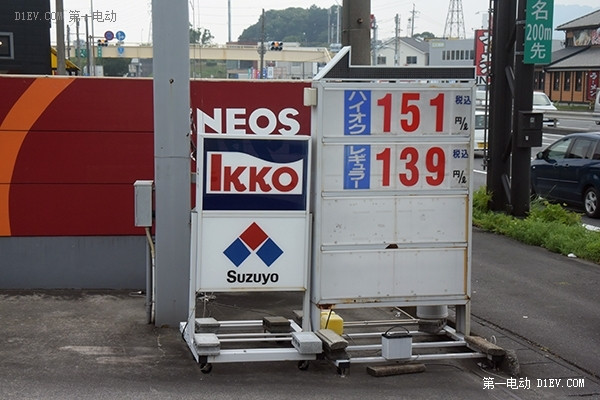 D1EV.COM 第一电动
ENEOS
IKKO
Suzuyo
ハイオク 151 税込 円/ℓ
レギュラー 139 税込 円/ℓ
名
200m
先
第一电动 D1EV.COM